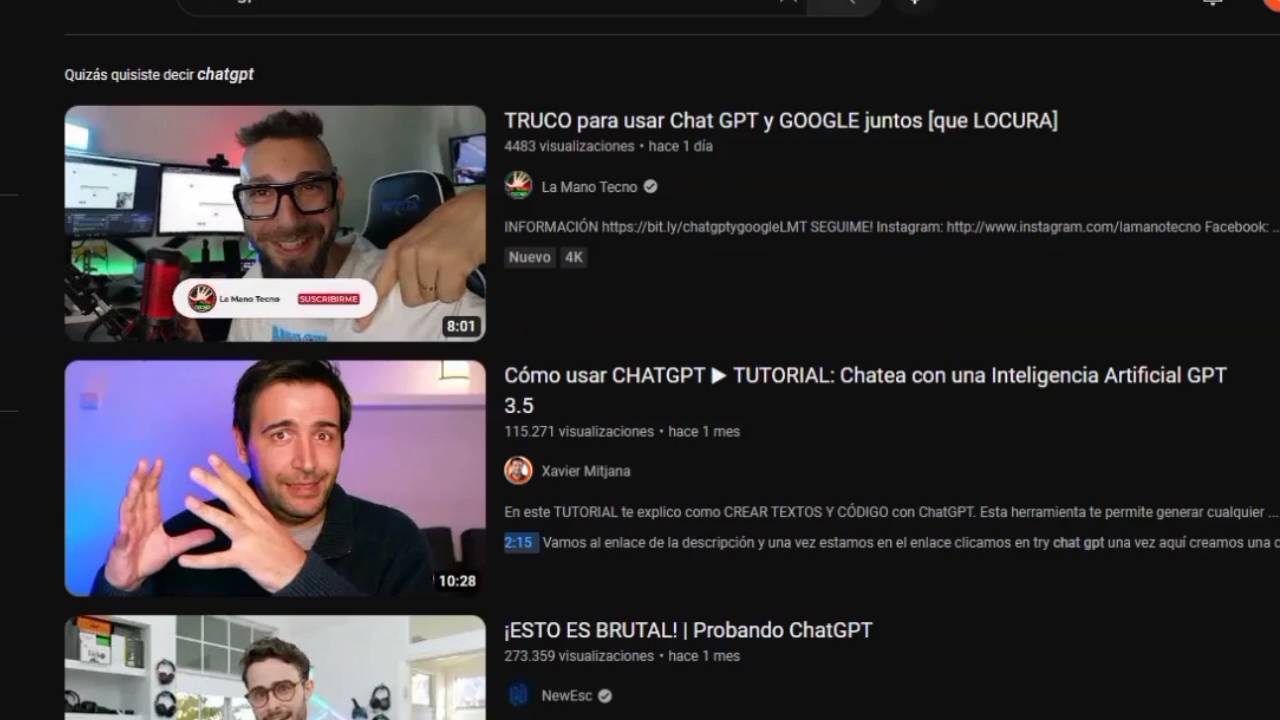 Quizás quisiste decir chatgpt
TRUCO para usar Chat GPT y GOOGLE juntos [que LOCURA]
4483 visualizaciones • hace 1 día
La Mano Tecno
INFORMACIÓN https://bit.ly/chatgptygoogleLMT SEGUIME! Instagram: http://www.instagram.com/lamanotecno Facebook: ...
Nuevo 4K
La Mano Tecno SUSCRIBIRME
8:01
Cómo usar CHATGPT ▶ TUTORIAL: Chatea con una Inteligencia Artificial GPT
3.5
115.271 visualizaciones • hace 1 mes
Xavier Mitjana
En este TUTORIAL te explico como CREAR TEXTOS Y CÓDIGO con ChatGPT. Esta herramienta te permite generar cualquier ...
2:15 Vamos al enlace de la descripción y una vez estamos en el enlace clicamos en try chat gpt una vez aquí creamos una
10:28
¡ESTO ES BRUTAL! | Probando ChatGPT
273.359 visualizaciones • hace 1 mes
NewEsc